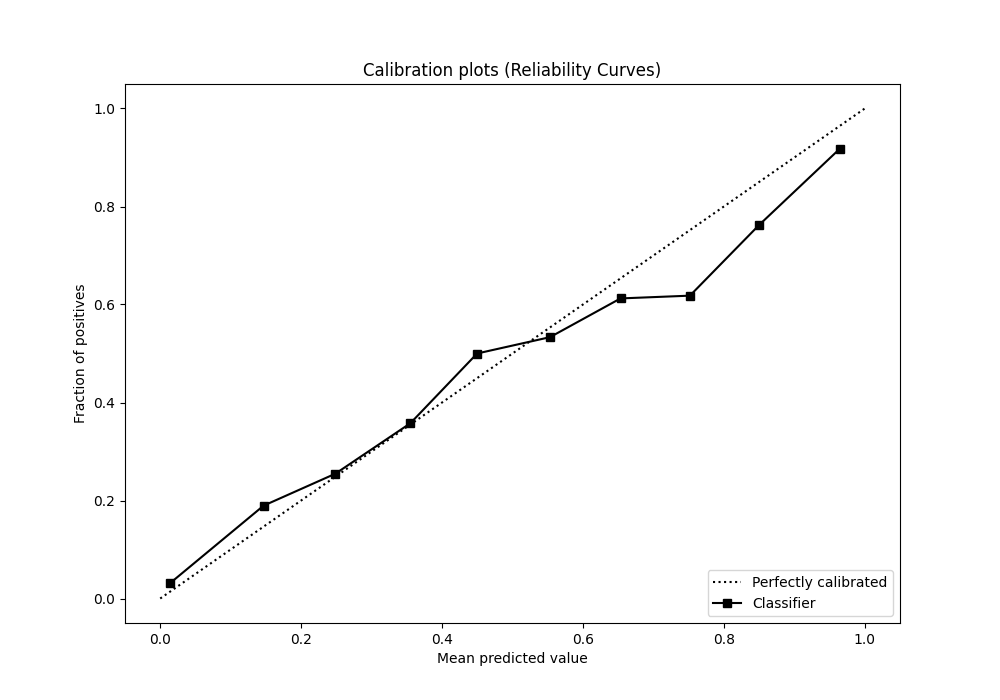 Calibration plots (Reliability Curves)
1.0
0.8
0.6
0.4
0.2
0.0
Fraction of positives
0.0 0.2 0.4 0.6 0.8 1.0
Mean predicted value
Perfectly calibrated
Classifier